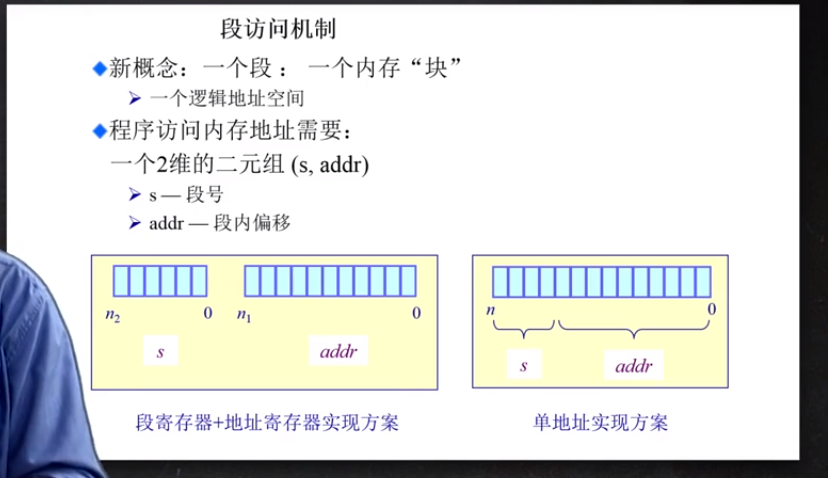 段访问机制
新概念：一个段： 一个内存“块”
一个逻辑地址空间
程序访问内存地址需要：
一个2维的二元组 (s, addr)
s — 段号
addr — 段内偏移
n2 0 n1 0
s addr
段寄存器+地址寄存器实现方案
n 0
s addr
单地址实现方案